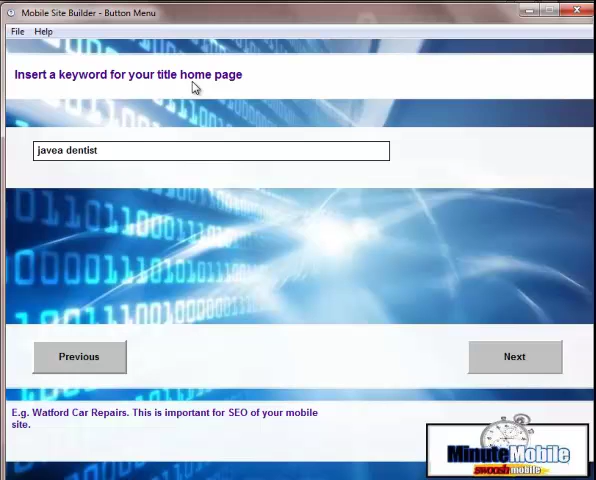 Mobile Site Builder - Button Menu
File Help
Insert a keyword for your title home page
javea dentist
Previous
Next
E.g. Watford Car Repairs. This is important for SEO of your mobile
site.
MinuteMobile
swoosh mobile